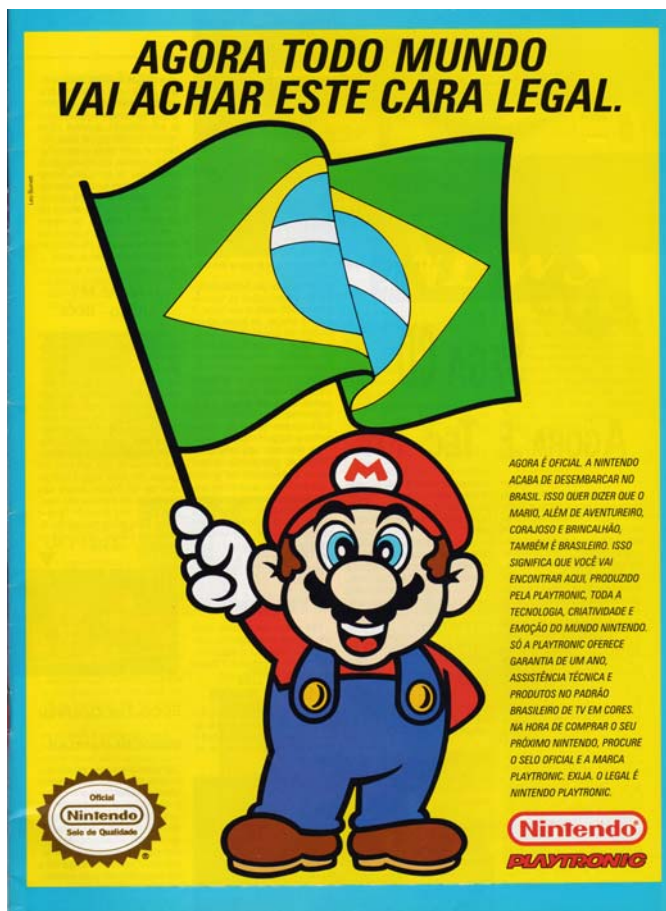 AGORA TODO MUNDO
VAI ACHAR ESTE CARA LEGAL.
Leo Burnett
M
AGORA É OFICIAL. A NINTENDO
ACABA DE DESEMBARCAR NO
BRASIL. ISSO QUER DIZER QUE O
MARIO, ALÉM DE AVENTUREIRO,
CORAJOSO E BRINCALHÃO,
TAMBÉM É BRASILEIRO. ISSO
SIGNIFICA QUE VOCÊ VAI
ENCONTRAR AQUI, PRODUZIDO
PELA PLAYTRONIC, TODA A
TECNOLOGIA, CRIATIVIDADE E
EMOÇÃO DO MUNDO NINTENDO.
SÓ A PLAYTRONIC OFERECE
GARANTIA DE UM ANO,
ASSISTÊNCIA TÉCNICA E
PRODUTOS NO PADRÃO
BRASILEIRO DE TV EM CORES.
NA HORA DE COMPRAR O SEU
PRÓXIMO NINTENDO, PROCURE
O SELO OFICIAL E A MARCA
PLAYTRONIC. EXIJA. O LEGAL É
NINTENDO PLAYTRONIC.
Oficial
Nintendo
Selo de Qualidade
®
Nintendo®
PLAYTRONIC